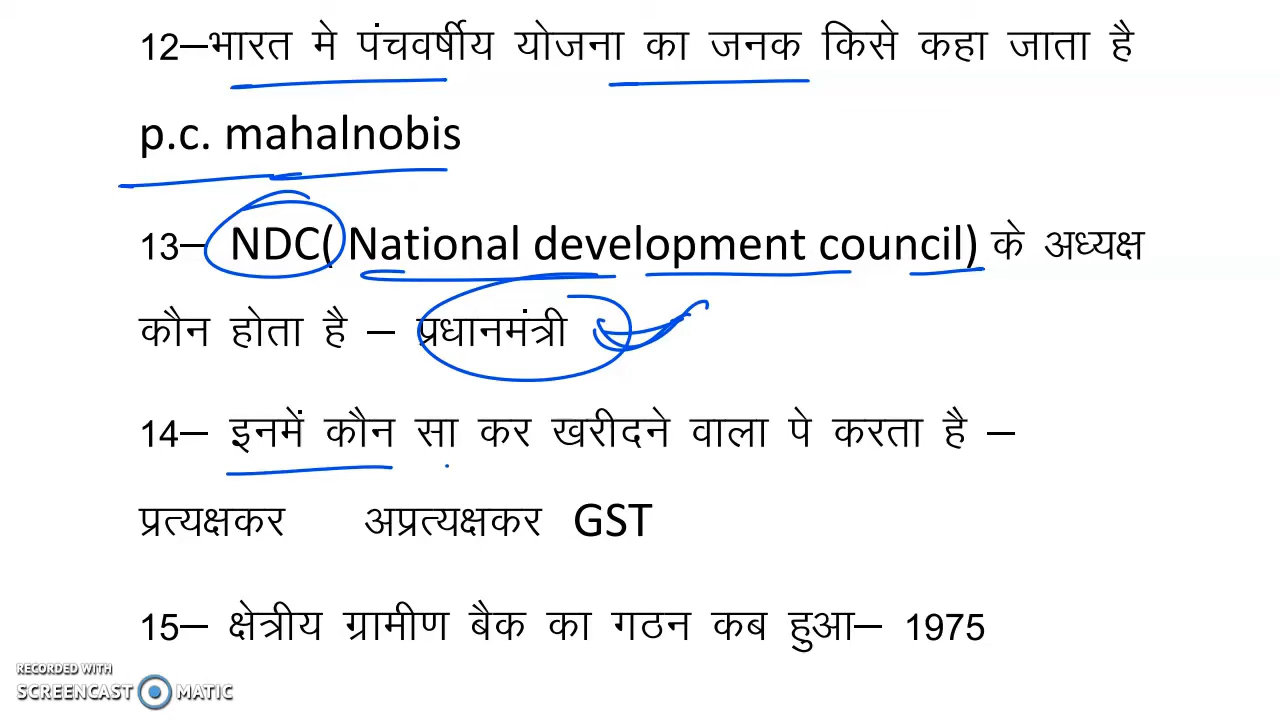 12–भारत मे पंचवर्षीय योजना का जनक किसे कहा जाता है
p.c. mahalnobis
13– NDC( National development council) के अध्यक्ष
कौन होता है – प्रधानमंत्री
14– इनमें कौन सा कर खरीदने वाला पे करता है –
प्रत्यक्षकर अप्रत्यक्षकर GST
15– क्षेत्रीय ग्रामीण बैक का गठन कब हुआ– 1975
RECORDED WITH
SCREENCAST MATIC